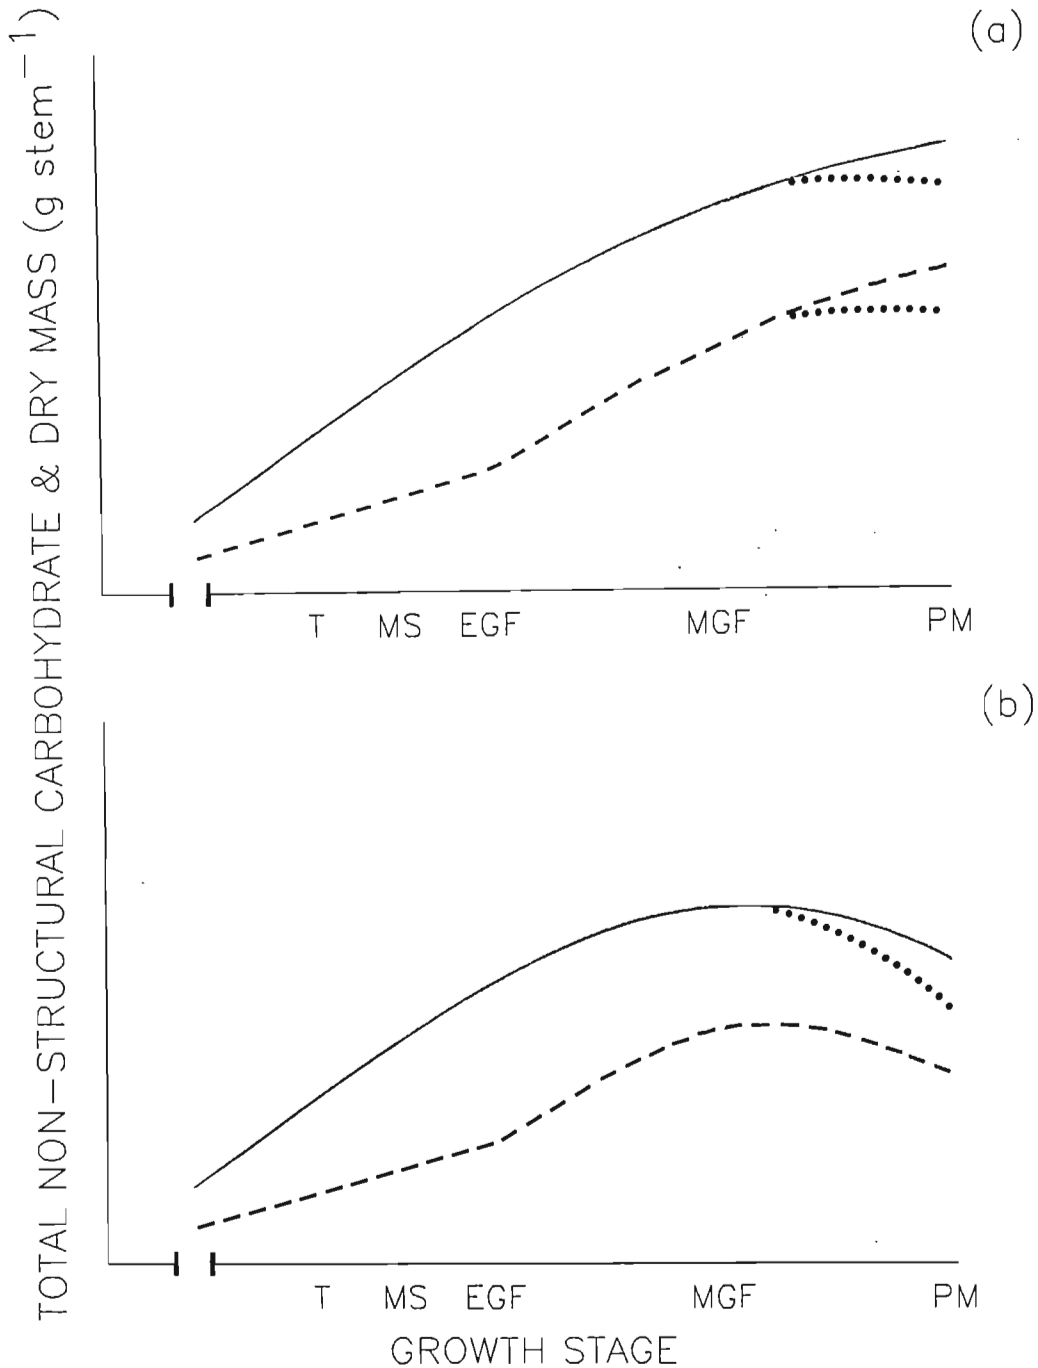 TOTAL NON-STRUCTURAL CARBOHYDRATE & DRY MASS (g stem⁻¹)
(a)
T MS EGF MGF PM
(b)
T MS EGF MGF PM
GROWTH STAGE